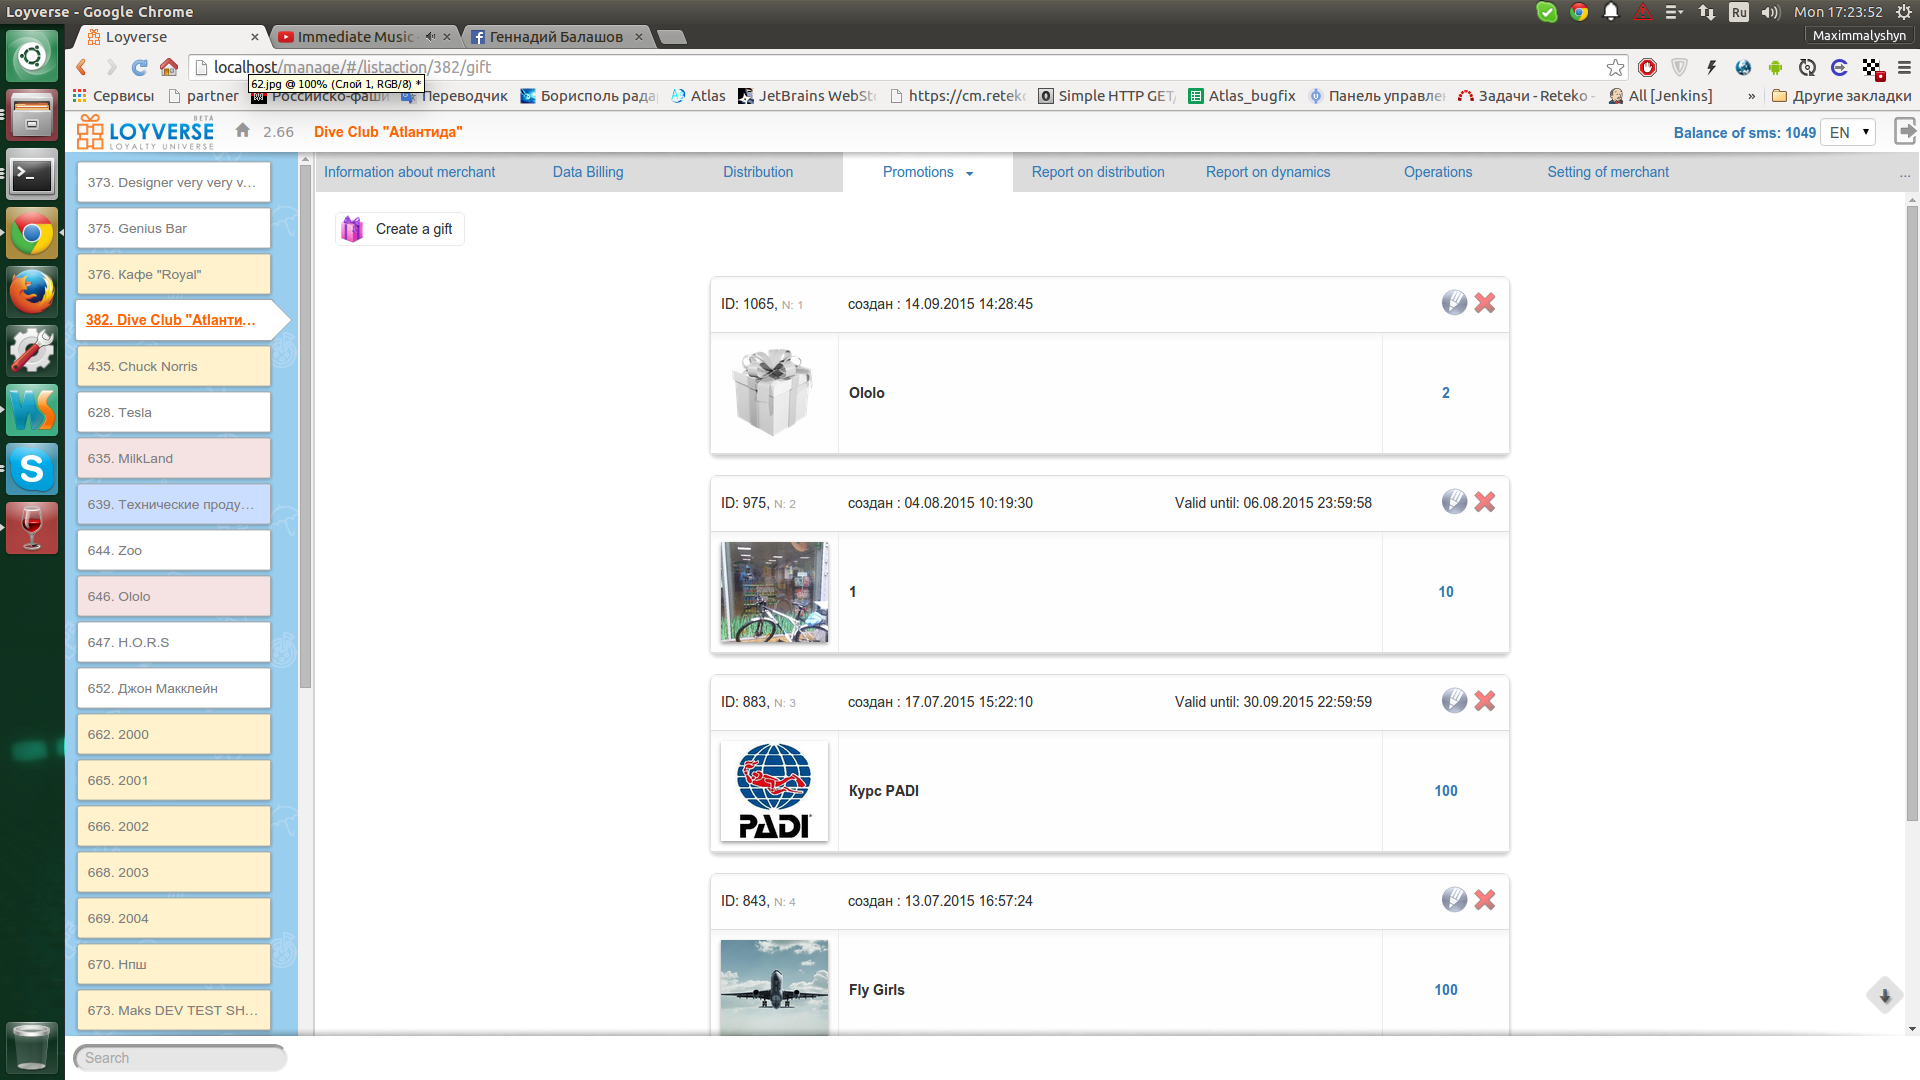 Loyverse - Google Chrome
Ru
Mon 17:23:52
Maximmalyshyn
Loyverse
Immediate Music
Геннадий Балашов
localhost/manage/#/listaction/382/gift
62.jpg @ 100% (Слой 1, RGB/8) *
Сервисы
partner
Российско-фаши
Переводчик
Борисполь рада
Atlas
JetBrains WebSt
https://cm.retek
Simple HTTP GET
Atlas_bugfix
Панель управле
Задачи - Reteko -
All [Jenkins]
»
Другие закладки
LOYVERSE
BETA
LOYALTY UNIVERSE
2.66
Dive Club "Atlантида"
Balance of sms: 1049
EN
373. Designer very very v...
375. Genius Bar
376. Кафе "Royal"
382. Dive Club "Atlанти...
435. Chuck Norris
628. Tesla
635. MilkLand
639. Технические проду...
644. Zoo
646. Ololo
647. H.O.R.S
652. Джон Макклейн
662. 2000
665. 2001
666. 2002
668. 2003
669. 2004
670. Нпш
673. Maks DEV TEST SH...
Search
Information about merchant
Data Billing
Distribution
Promotions
Report on distribution
Report on dynamics
Operations
Setting of merchant
...
Create a gift
ID: 1065, N: 1
создан : 14.09.2015 14:28:45
Ololo
2
ID: 975, N: 2
создан : 04.08.2015 10:19:30
Valid until: 06.08.2015 23:59:58
1
10
ID: 883, N: 3
создан : 17.07.2015 15:22:10
Valid until: 30.09.2015 22:59:59
PADI
Курс PADI
100
ID: 843, N: 4
создан : 13.07.2015 16:57:24
Fly Girls
100